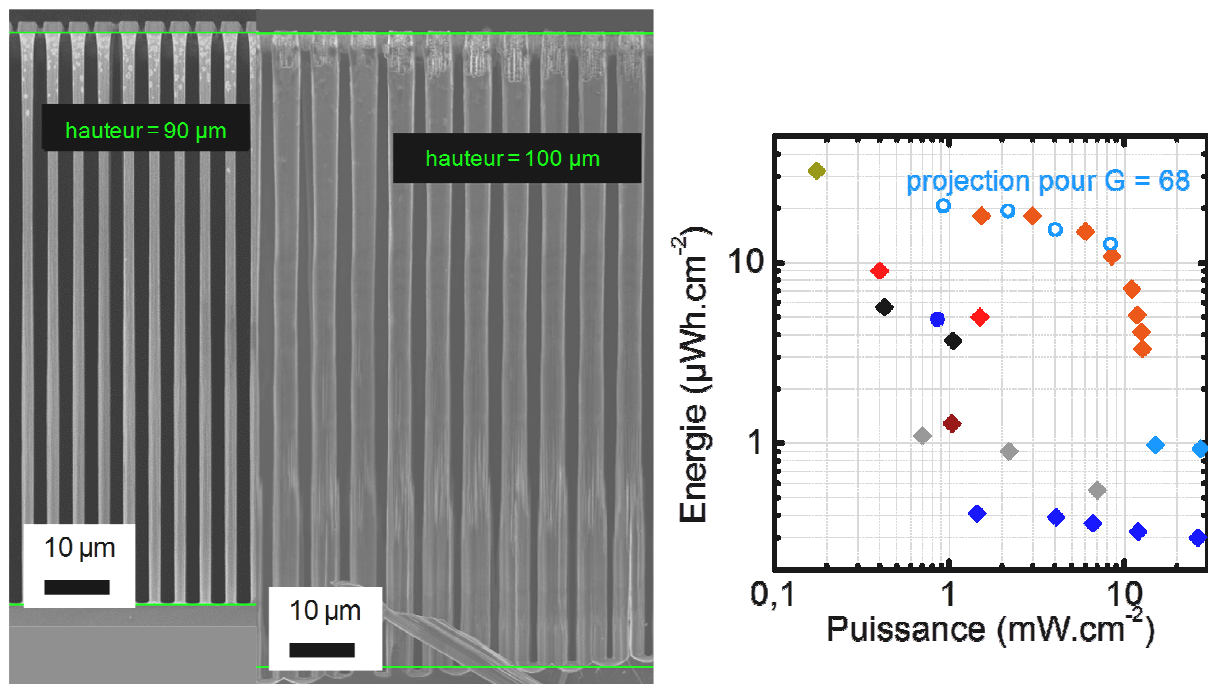 hauteur = 90 µm
hauteur = 100 µm
10 µm
10 µm
projection pour G = 68
Energie (µWh.cm⁻²)
10
1
0,1
1
10
Puissance (mW.cm⁻²)